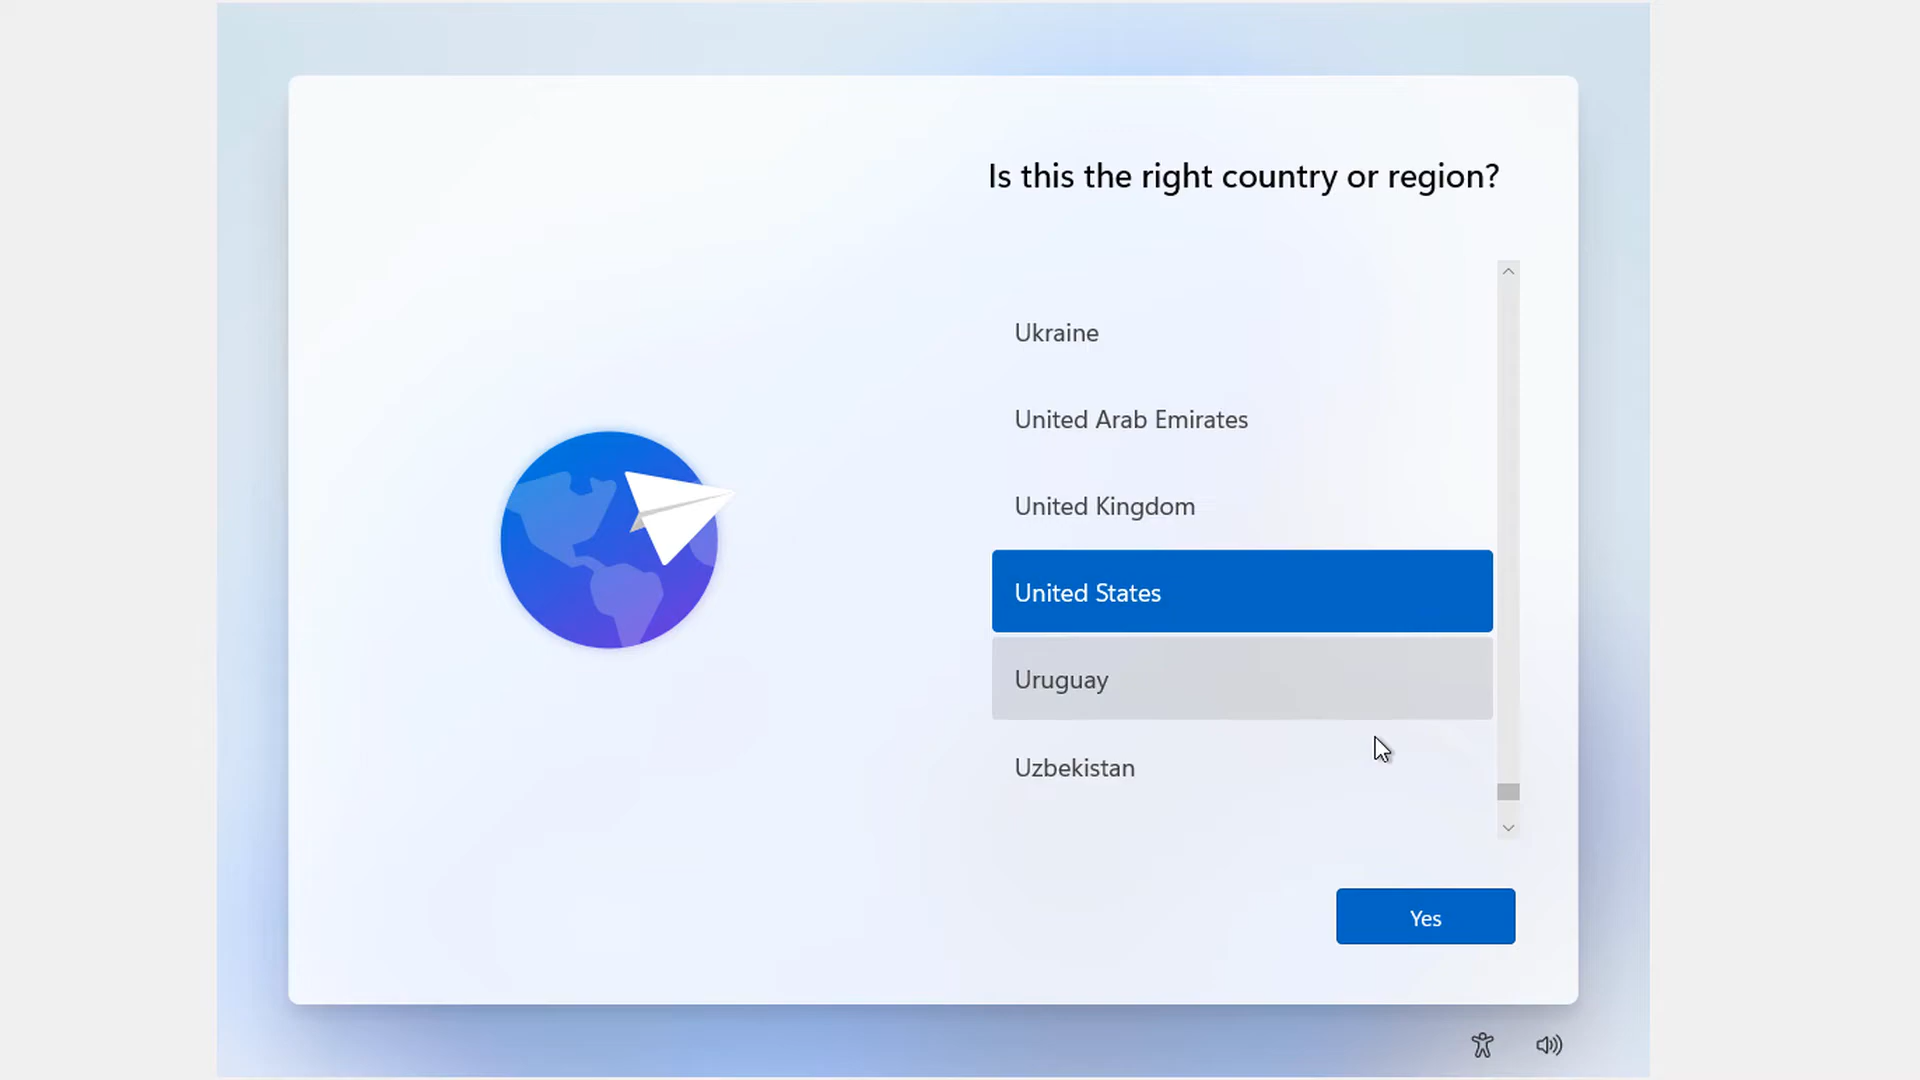 Is this the right country or region?
Ukraine
United Arab Emirates
United Kingdom
United States
Uruguay
Uzbekistan
Yes